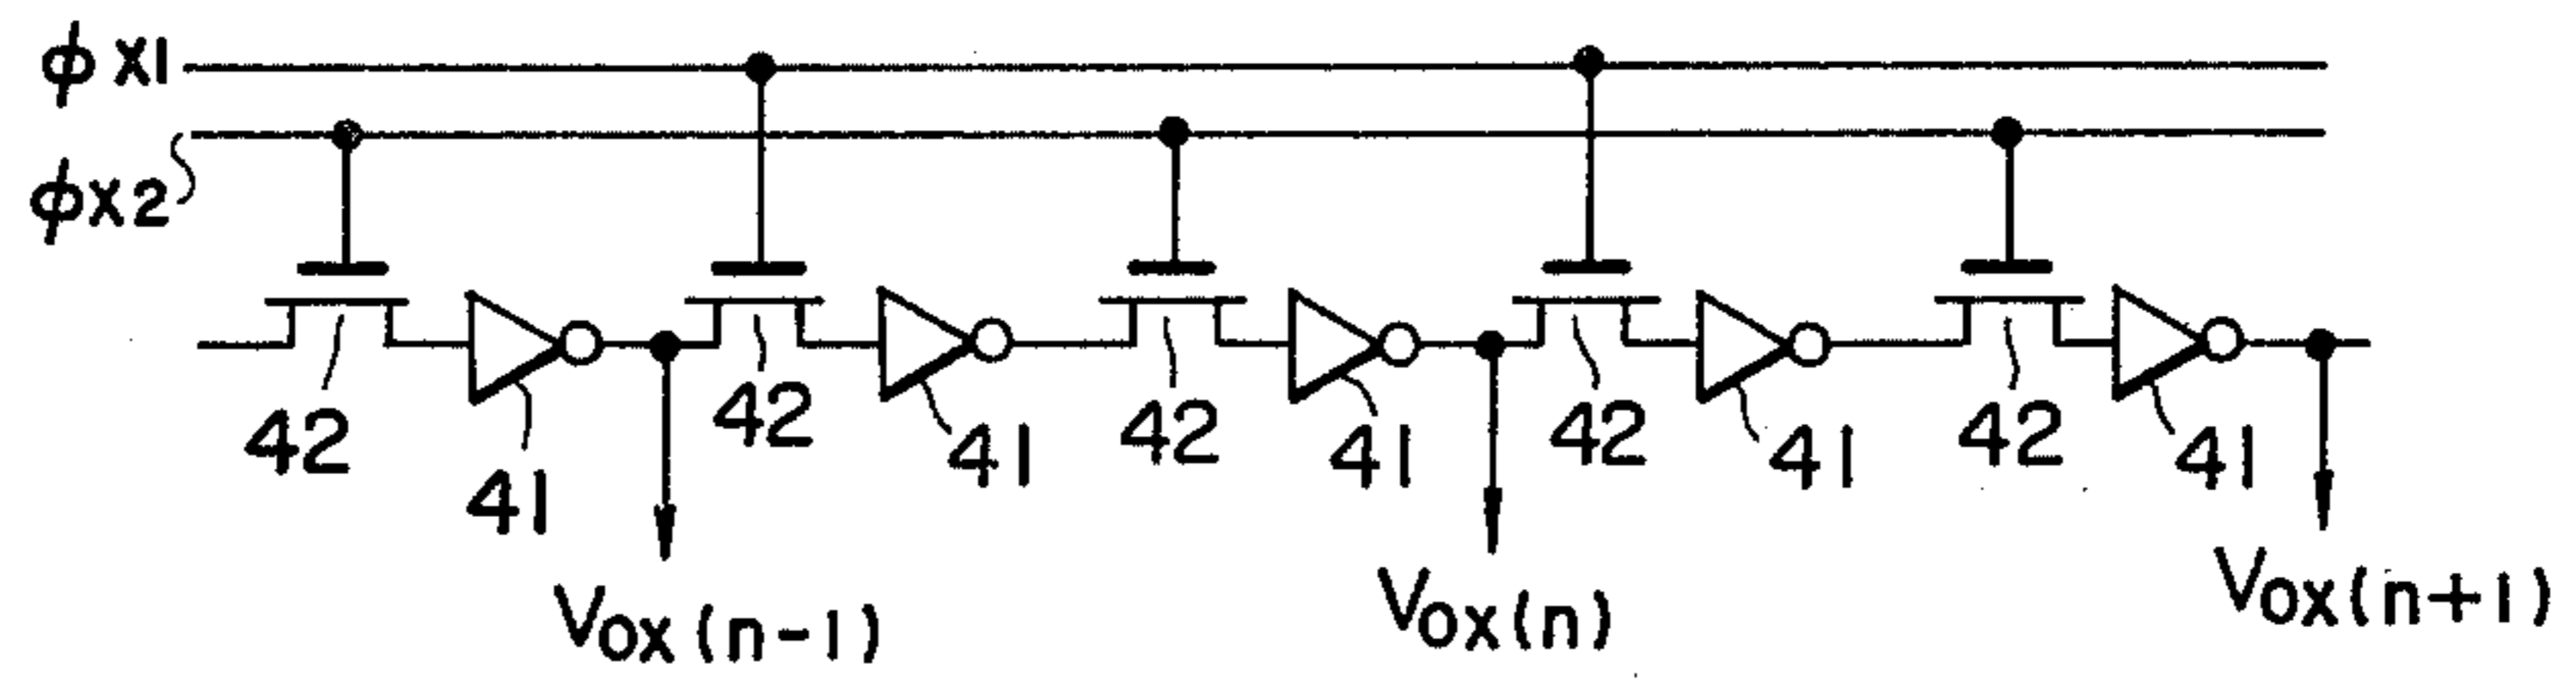 φX1
φX2
42 41 42 41 42 41 42 41 42 41
VOX(n-1) VOX(n) VOX(n+1)